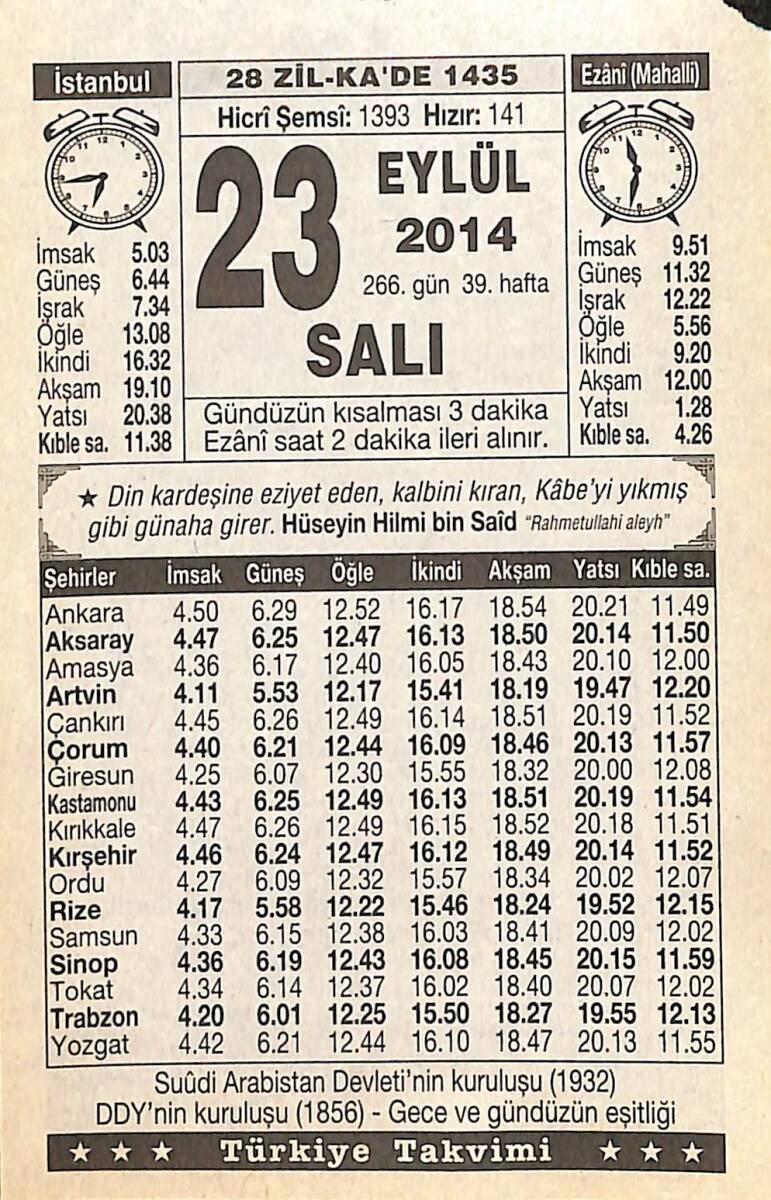 İstanbul
28 ZİL-KA'DE 1435
Ezânî (Mahallî)
Hicrî Şemsî: 1393 Hızır: 141
23
EYLÜL
2014
266. gün 39. hafta
SALI
İmsak 5.03
Güneş 6.44
İşrak 7.34
Öğle 13.08
İkindi 16.32
Akşam 19.10
Yatsı 20.38
Kıble sa. 11.38
İmsak 9.51
Güneş 11.32
İşrak 12.22
Öğle 5.56
İkindi 9.20
Akşam 12.00
Yatsı 1.28
Kıble sa. 4.26
Gündüzün kısalması 3 dakika
Ezânî saat 2 dakika ileri alınır.
★ Din kardeşine eziyet eden, kalbini kıran, Kâbe'yi yıkmış
gibi günaha girer. Hüseyin Hilmi bin Saîd "Rahmetullahi aleyh"
Şehirler İmsak Güneş Öğle İkindi Akşam Yatsı Kıble sa.
Ankara 4.50 6.29 12.52 16.17 18.54 20.21 11.49
Aksaray 4.47 6.25 12.47 16.13 18.50 20.14 11.50
Amasya 4.36 6.17 12.40 16.05 18.43 20.10 12.00
Artvin 4.11 5.53 12.17 15.41 18.19 19.47 12.20
Çankırı 4.45 6.26 12.49 16.14 18.51 20.19 11.52
Çorum 4.40 6.21 12.44 16.09 18.46 20.13 11.57
Giresun 4.25 6.07 12.30 15.55 18.32 20.00 12.08
Kastamonu 4.43 6.25 12.49 16.13 18.51 20.19 11.54
Kırıkkale 4.47 6.26 12.49 16.15 18.52 20.18 11.51
Kırşehir 4.46 6.24 12.47 16.12 18.49 20.14 11.52
Ordu 4.27 6.09 12.32 15.57 18.34 20.02 12.07
Rize 4.17 5.58 12.22 15.46 18.24 19.52 12.15
Samsun 4.33 6.15 12.38 16.03 18.41 20.09 12.02
Sinop 4.36 6.19 12.43 16.08 18.45 20.15 11.59
Tokat 4.34 6.14 12.37 16.02 18.40 20.07 12.02
Trabzon 4.20 6.01 12.25 15.50 18.27 19.55 12.13
Yozgat 4.42 6.21 12.44 16.10 18.47 20.13 11.55
Suûdi Arabistan Devleti'nin kuruluşu (1932)
DDY'nin kuruluşu (1856) - Gece ve gündüzün eşitliği
★ ★ ★ Türkiye Takvimi ★ ★ ★